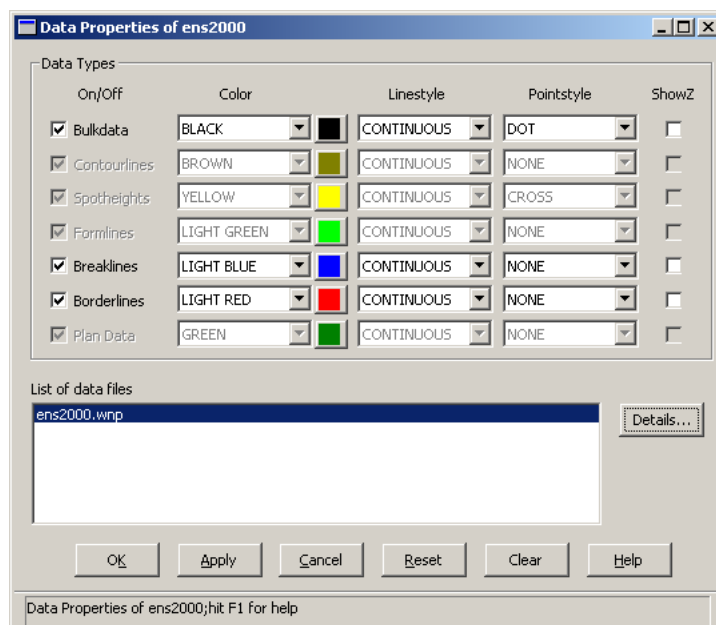 Data Properties of ens2000
Data Types
On/Off Color Linestyle Pointstyle ShowZ
Bulkdata BLACK CONTINUOUS DOT
Contourlines BROWN CONTINUOUS NONE
Spotheights YELLOW CONTINUOUS CROSS
Formlines LIGHT GREEN CONTINUOUS NONE
Breaklines LIGHT BLUE CONTINUOUS NONE
Borderlines LIGHT RED CONTINUOUS NONE
Plan Data GREEN CONTINUOUS NONE
List of data files
ens2000.wnp
Details...
OK Apply Cancel Reset Clear Help
Data Properties of ens2000;hit F1 for help